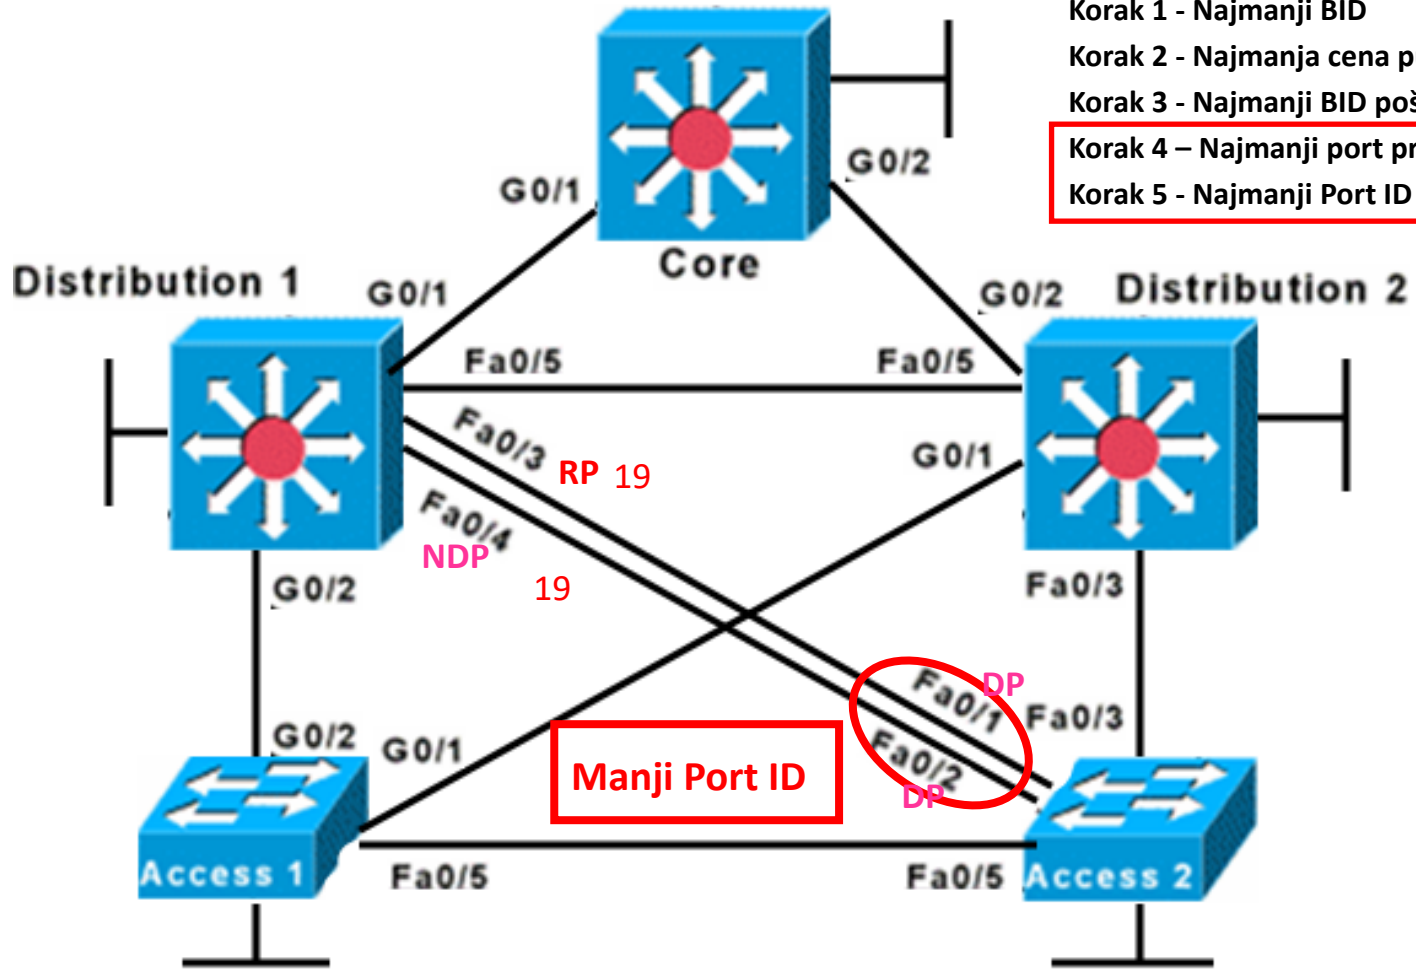 Korak 1 - Najmanji BID
Korak 2 - Najmanja cena
Korak 3 - Najmanji BID
Korak 4 – Najmanji port
Korak 5 - Najmanji Port ID
G0/2
G0/1
Core
Distribution 1
G0/1
G0/2
Distribution 2
Fa0/5
Fa0/5
Fa0/3
RP 19
G0/1
Fa0/4
NDP
19
G0/2
Fa0/3
Fa0/1
DP
Fa0/3
G0/2
G0/1
Manji Port ID
Fa0/2
DP
Access 1
Fa0/5
Fa0/5
Access 2